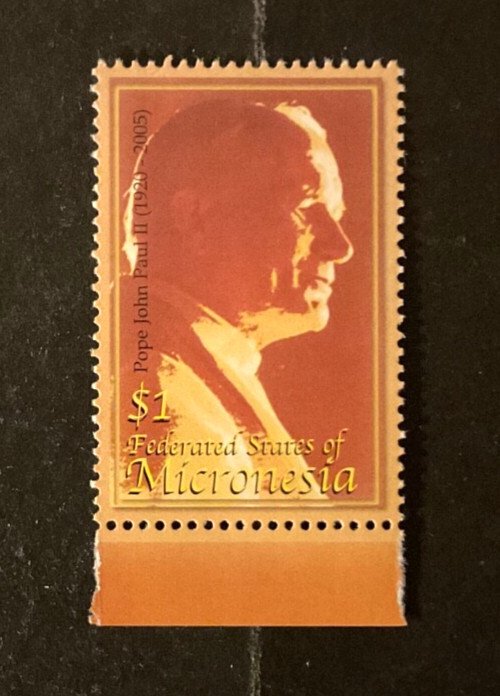 Pope John Paul II (1920 - 2005)
$1
Federated States of
Micronesia